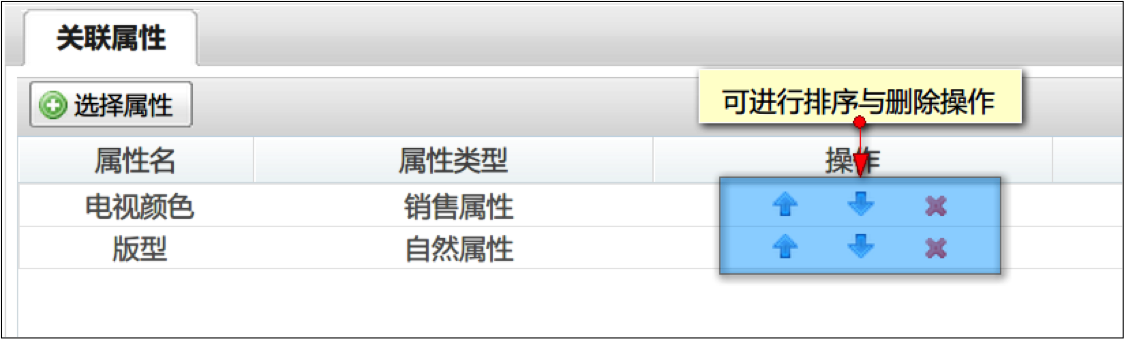 关联属性
选择属性
可进行排序与删除操作
属性名 属性类型 操作
电视颜色 销售属性
版型 自然属性